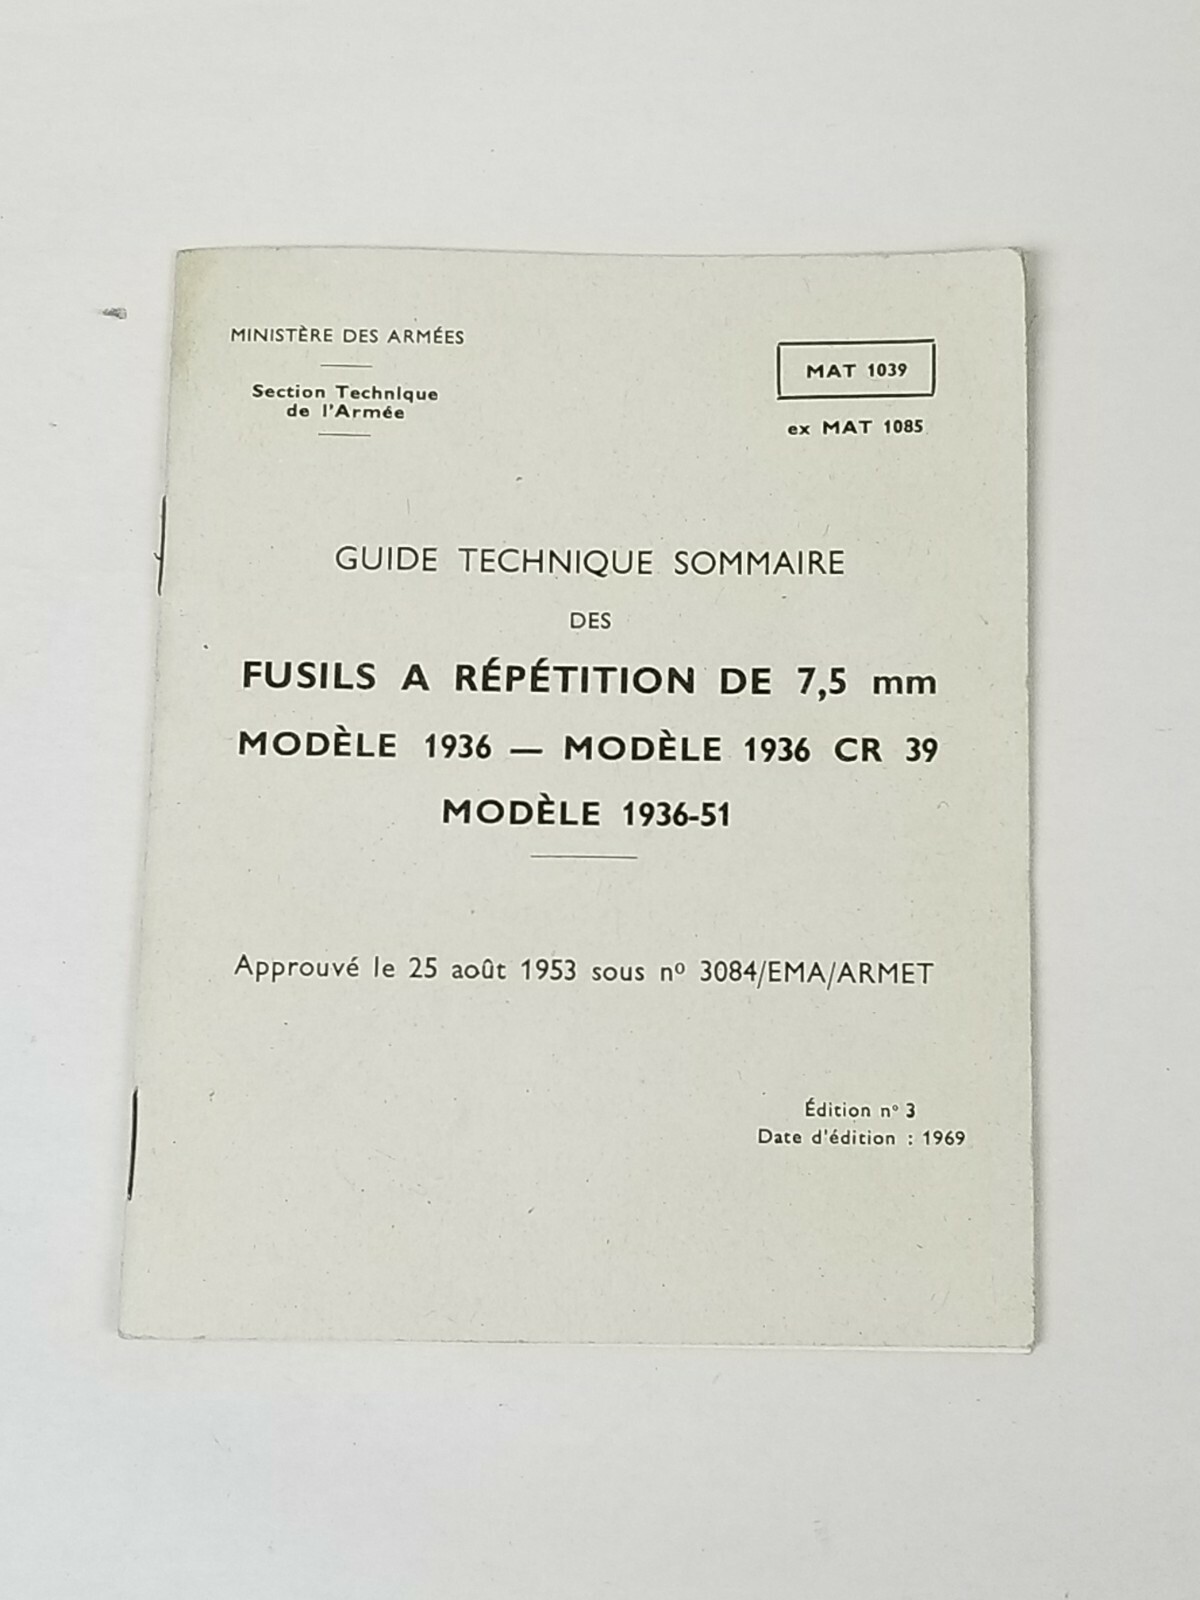 MINISTÈRE DES ARMÉES
Section Technique
de l'Armée
MAT 1039
ex MAT 1085
GUIDE TECHNIQUE SOMMAIRE
DES
FUSILS A RÉPÉTITION DE 7,5 mm
MODÈLE 1936 — MODÈLE 1936 CR 39
MODÈLE 1936-51
Approuvé le 25 août 1953 sous nº 3084/EMA/ARMET
Édition nº 3
Date d'édition : 1969